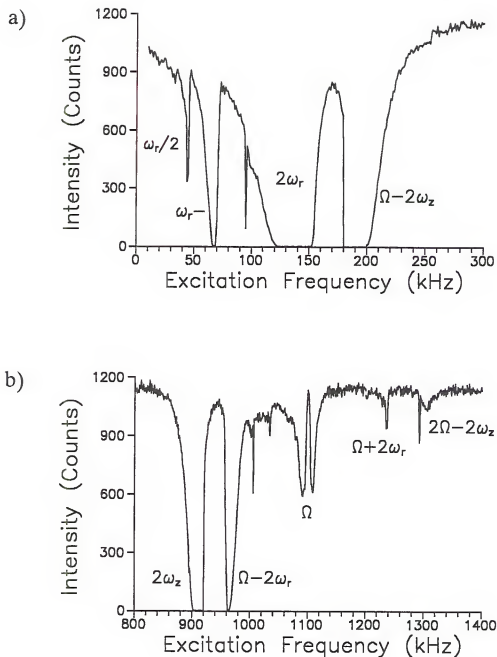 a)
1200
900
600
300
0
Intensity (Counts)
ωr/2
ωr−
2ωr
Ω−2ωz
0 50 100 150 200 250 300
Excitation Frequency (kHz)
b)
1200
900
600
300
0
Intensity (Counts)
2ωz
Ω−2ωr
Ω
Ω+2ωr
2Ω−2ωz
800 900 1000 1100 1200 1300 1400
Excitation Frequency (kHz)